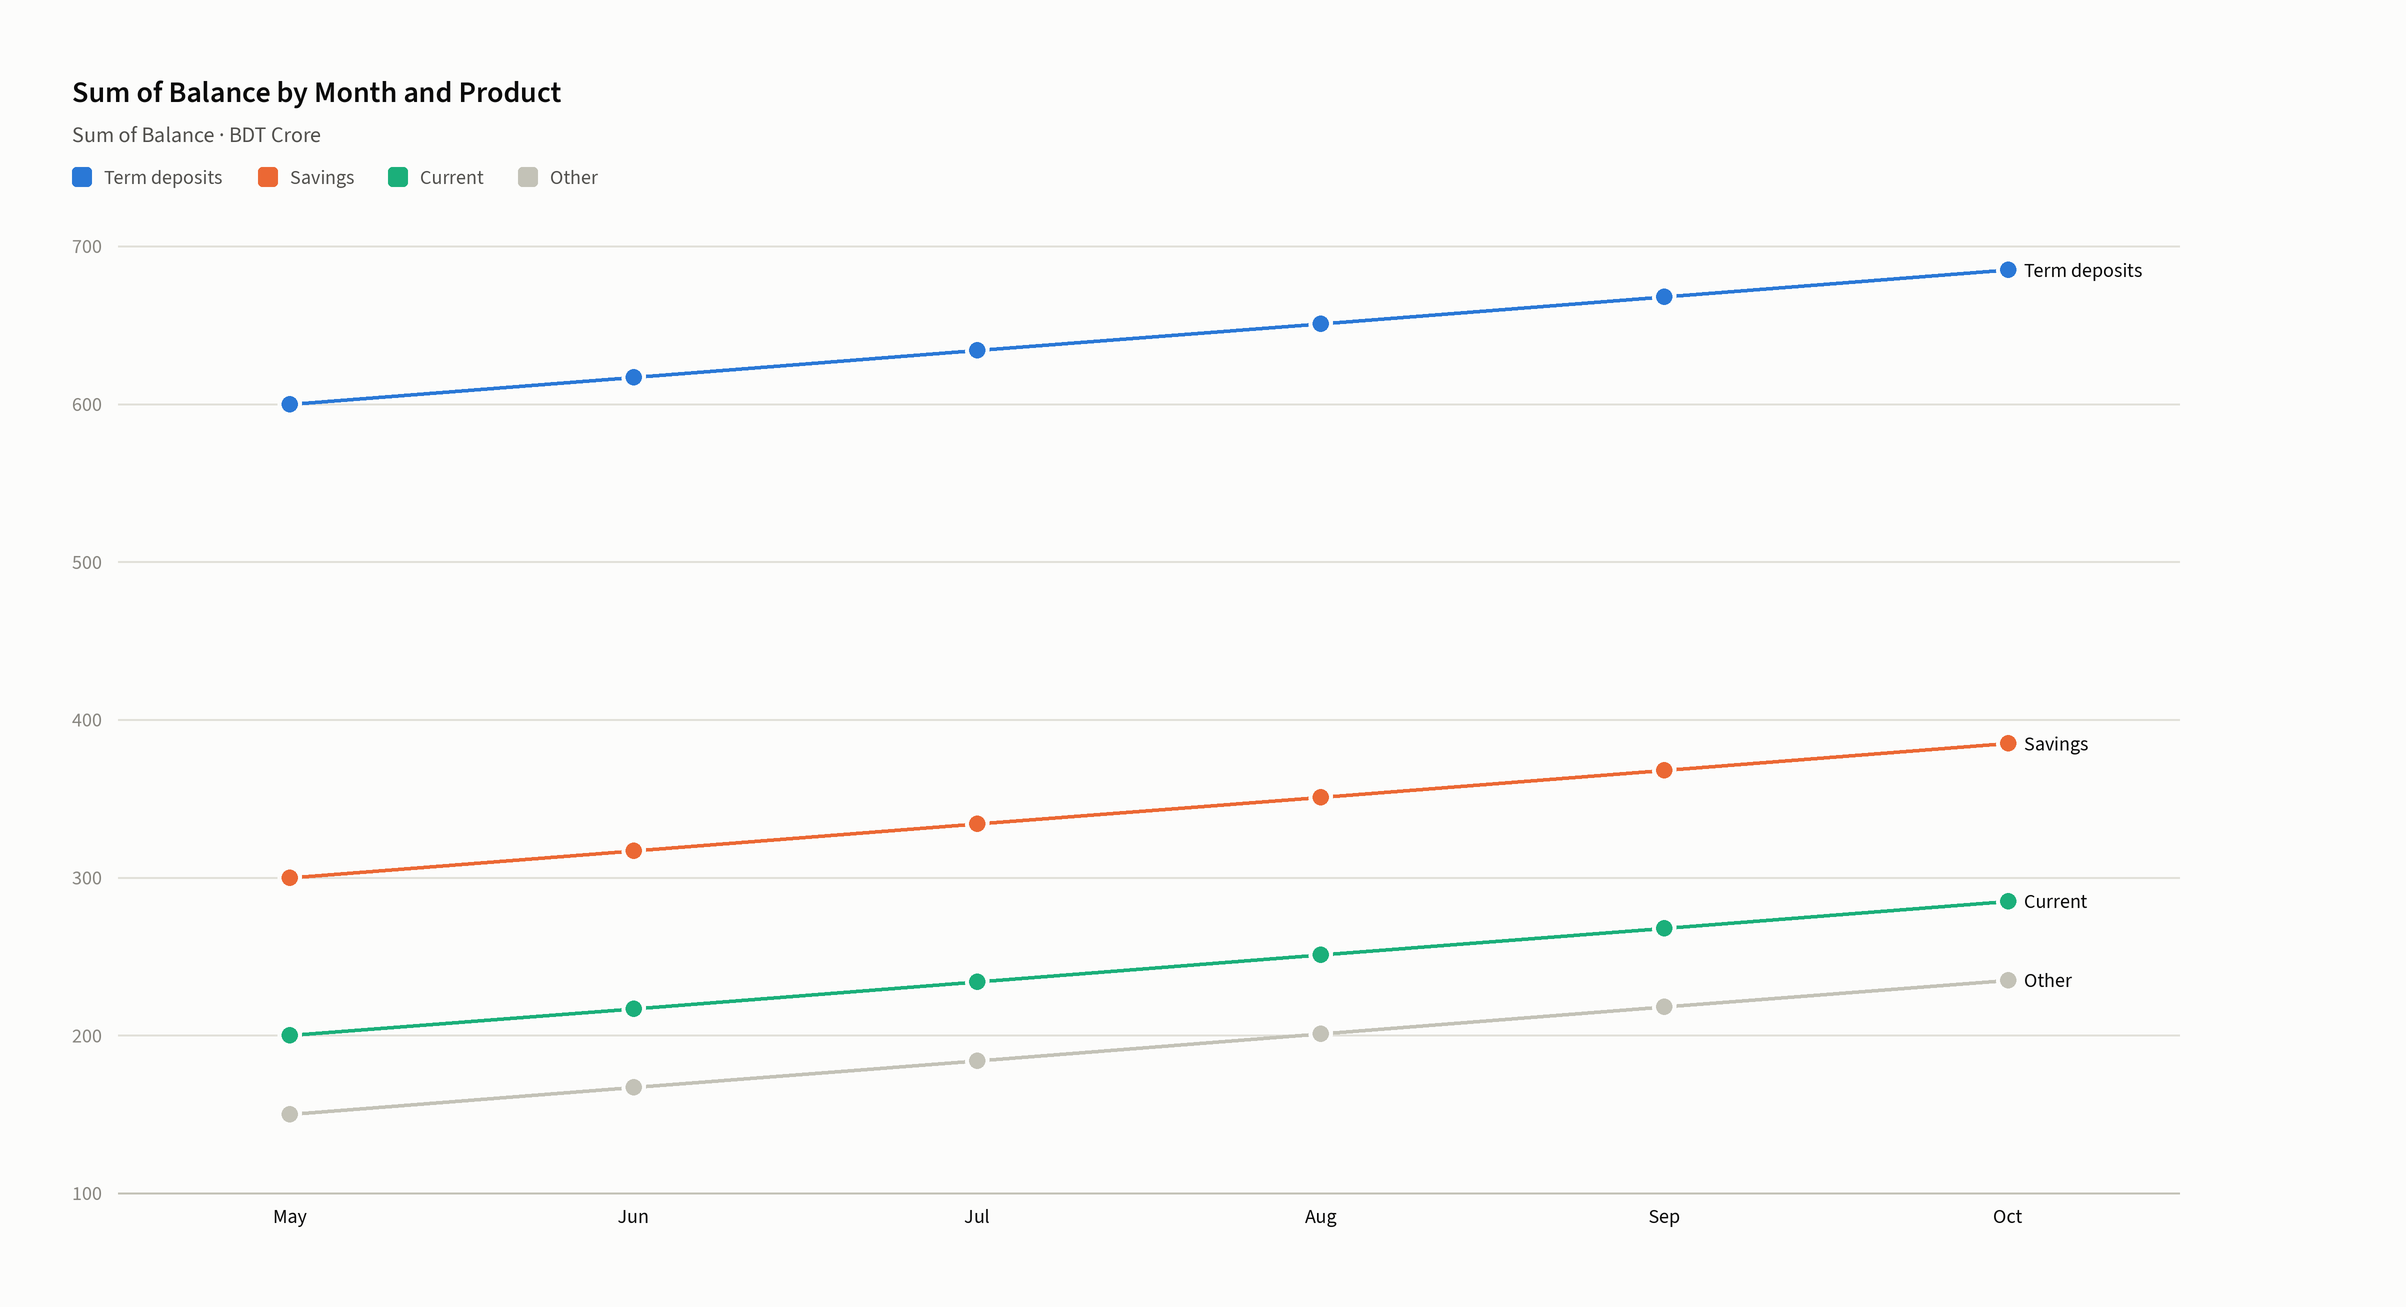 Sum of Balance by Month and Product
Sum of Balance · BDT Crore
Term deposits Savings Current Other
700
Term deposits
600
500
400
Savings
300
Current
Other
200
100
May Jun Jul Aug Sep Oct